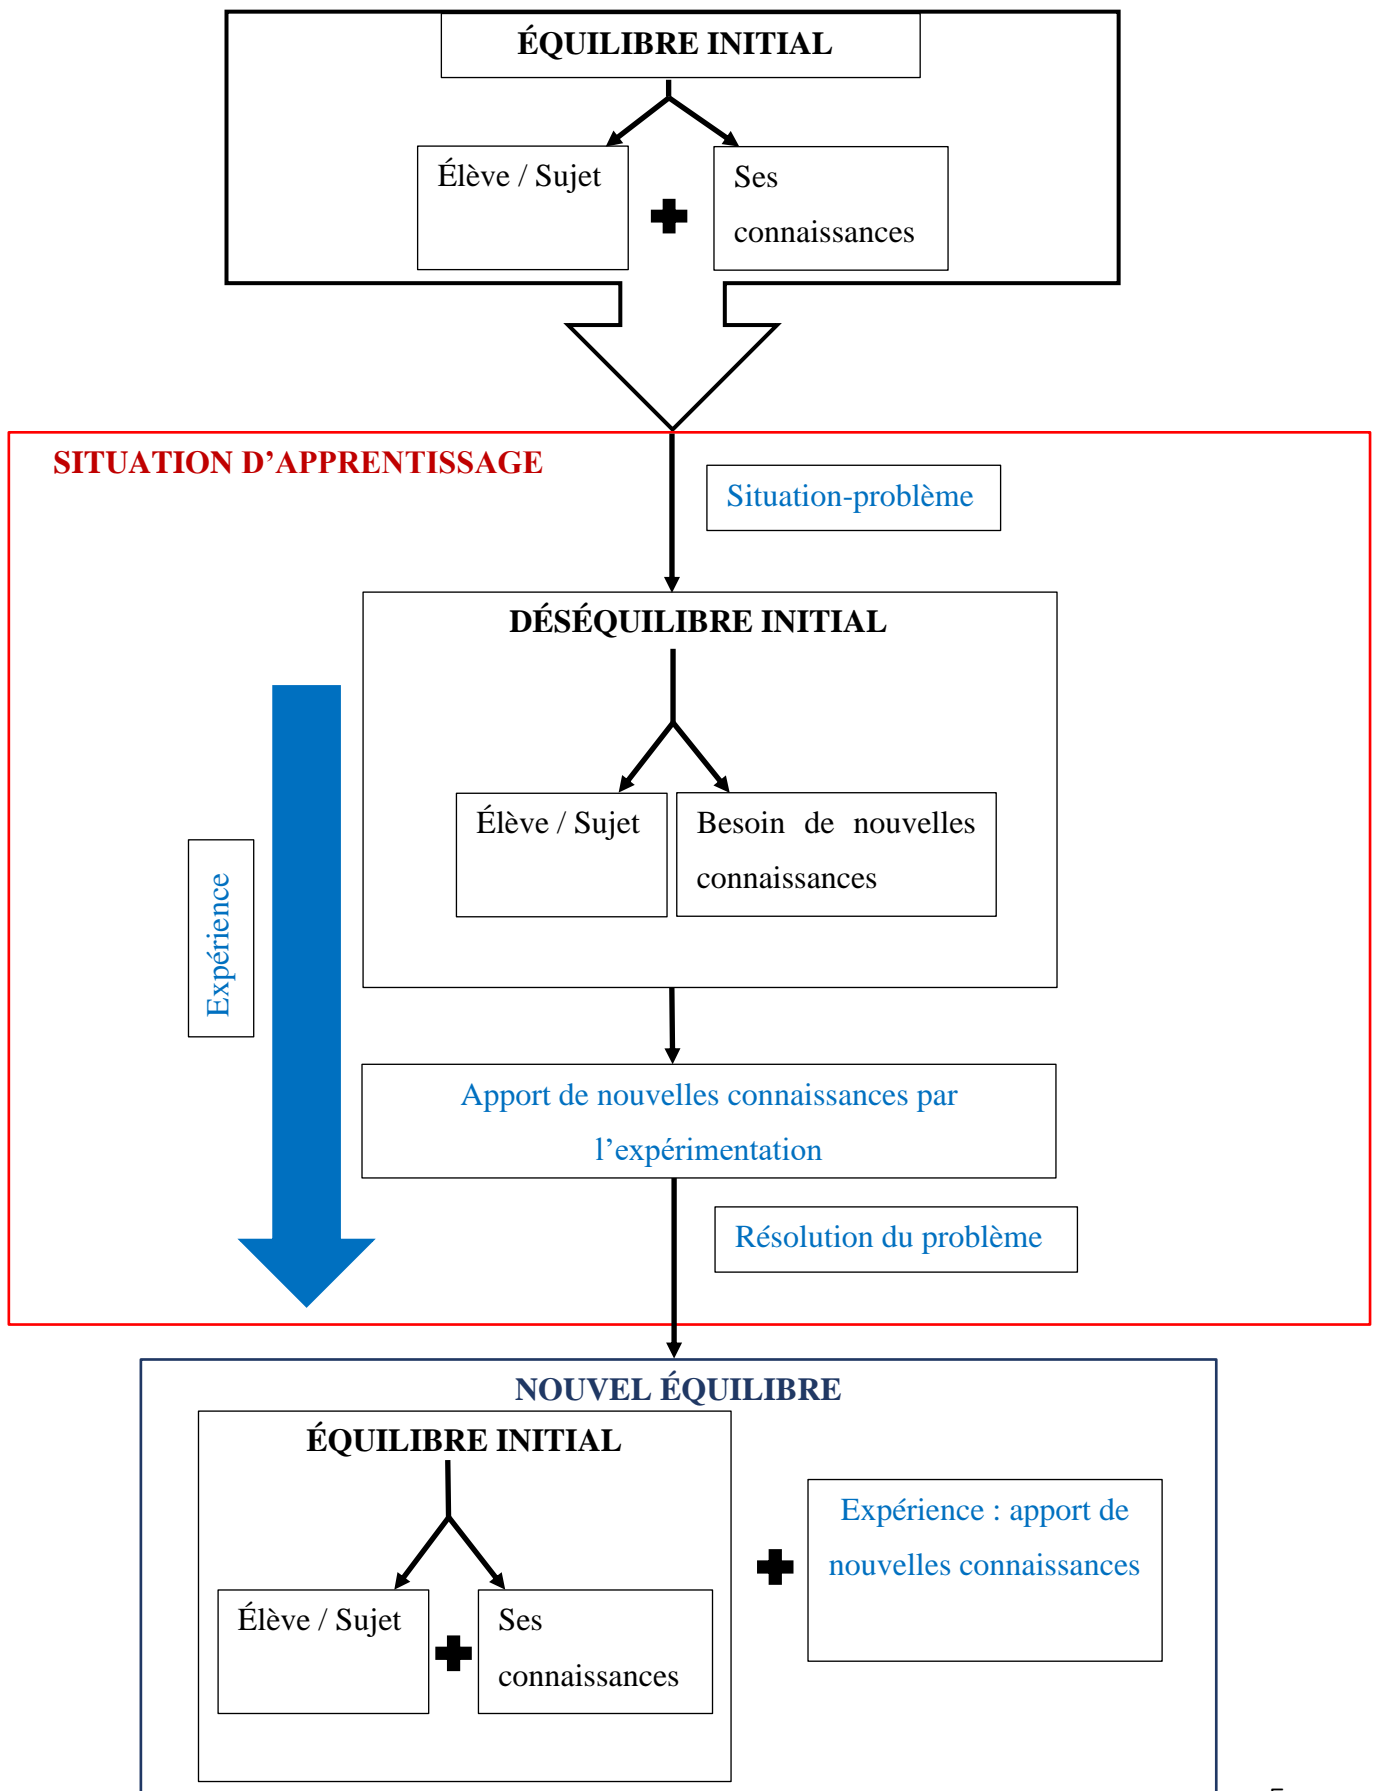 ÉQUILIBRE INITIAL
Élève / Sujet
Ses
connaissances
SITUATION D’APPRENTISSAGE
Situation-problème
DÉSÉQUILIBRE INITIAL
Élève / Sujet
Besoin de nouvelles
connaissances
Expérience
Apport de nouvelles connaissances par
l’expérimentation
Résolution du problème
NOUVEL ÉQUILIBRE
ÉQUILIBRE INITIAL
Élève / Sujet
Ses
connaissances
Expérience : apport de
nouvelles connaissances